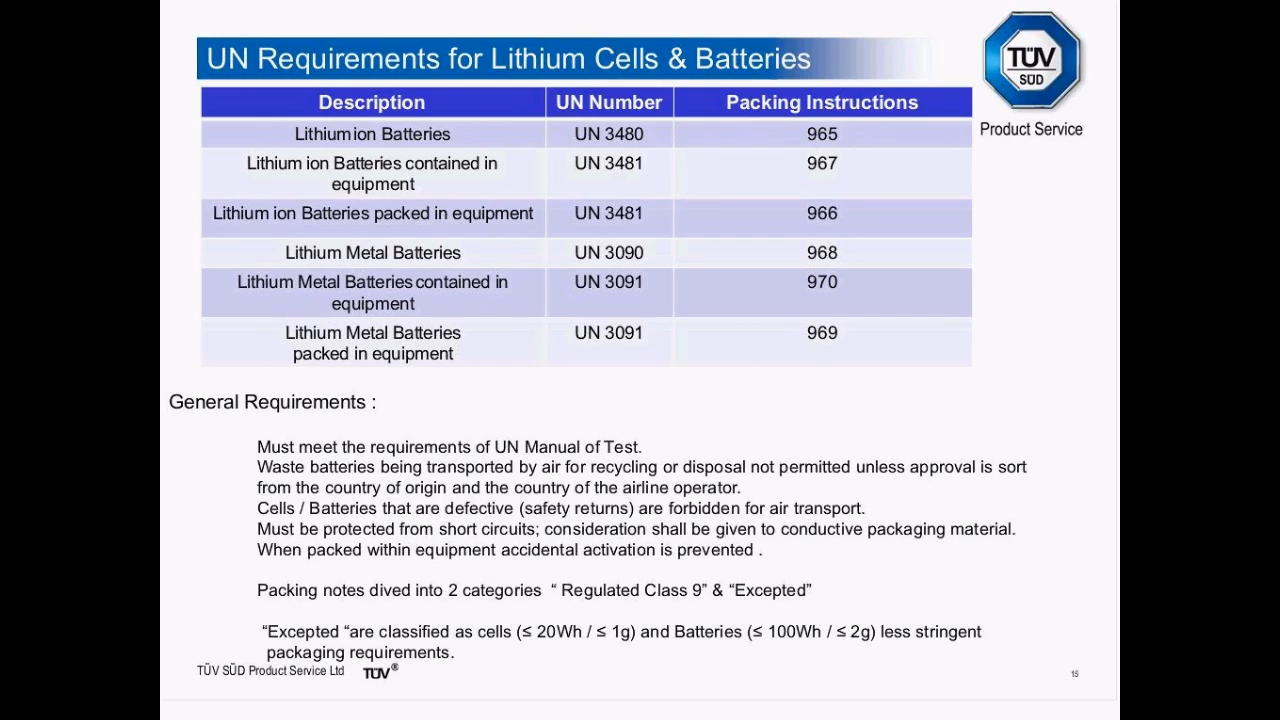 UN Requirements for Lithium Cells & Batteries
TÜV
SÜD
Product Service
Description UN Number Packing Instructions
Lithium ion Batteries UN 3480 965
Lithium ion Batteries contained in UN 3481 967
equipment
Lithium ion Batteries packed in equipment UN 3481 966
Lithium Metal Batteries UN 3090 968
Lithium Metal Batteries contained in UN 3091 970
equipment
Lithium Metal Batteries UN 3091 969
packed in equipment
General Requirements :
Must meet the requirements of UN Manual of Test.
Waste batteries being transported by air for recycling or disposal not permitted unless approval is sort
from the country of origin and the country of the airline operator.
Cells / Batteries that are defective (safety returns) are forbidden for air transport.
Must be protected from short circuits; consideration shall be given to conductive packaging material.
When packed within equipment accidental activation is prevented .
Packing notes dived into 2 categories “ Regulated Class 9” & “Excepted”
“Excepted “are classified as cells (≤ 20Wh / ≤ 1g) and Batteries (≤ 100Wh / ≤ 2g) less stringent
packaging requirements.
TÜV SÜD Product Service Ltd TÜV® 15